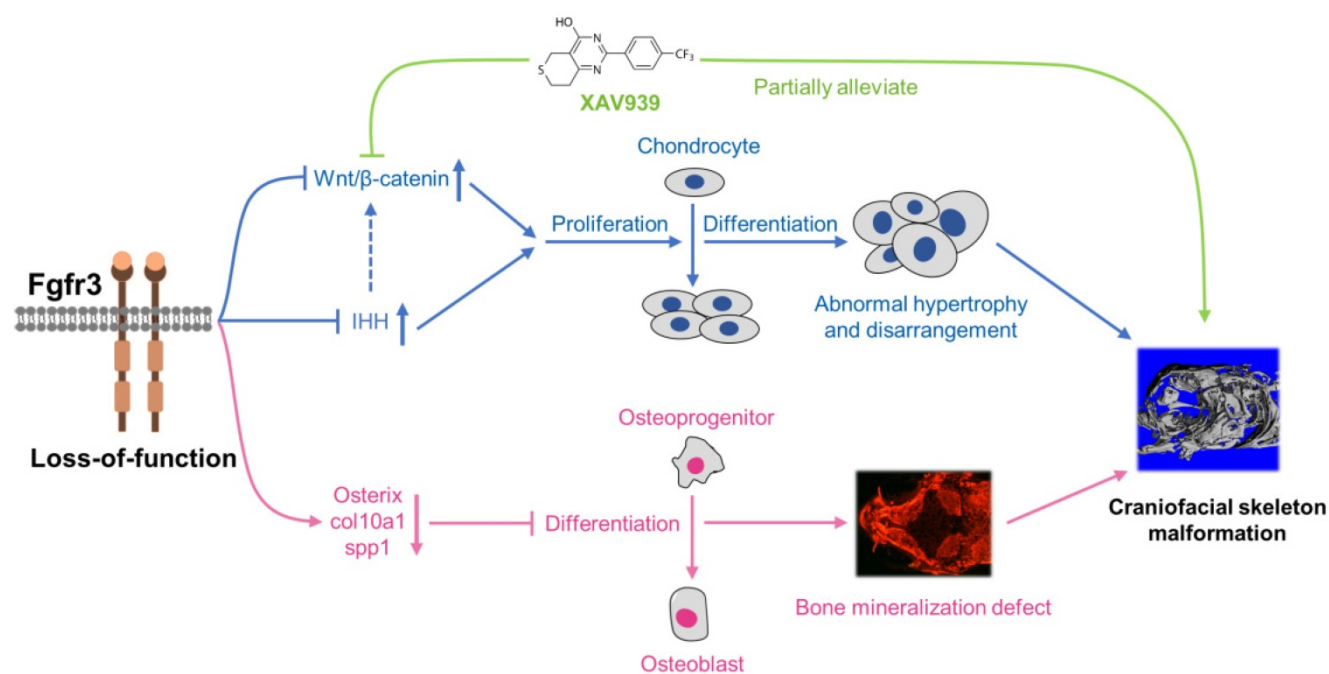 HO
N
N
S
CF3
XAV939
Partially alleviate
Chondrocyte
Wnt/β-catenin
Proliferation
Differentiation
Fgfr3
IHH
Abnormal hypertrophy
and disarrangement
Loss-of-function
Osteoprogenitor
Osterix
col10a1
spp1
Differentiation
Craniofacial skeleton
malformation
Bone mineralization defect
Osteoblast